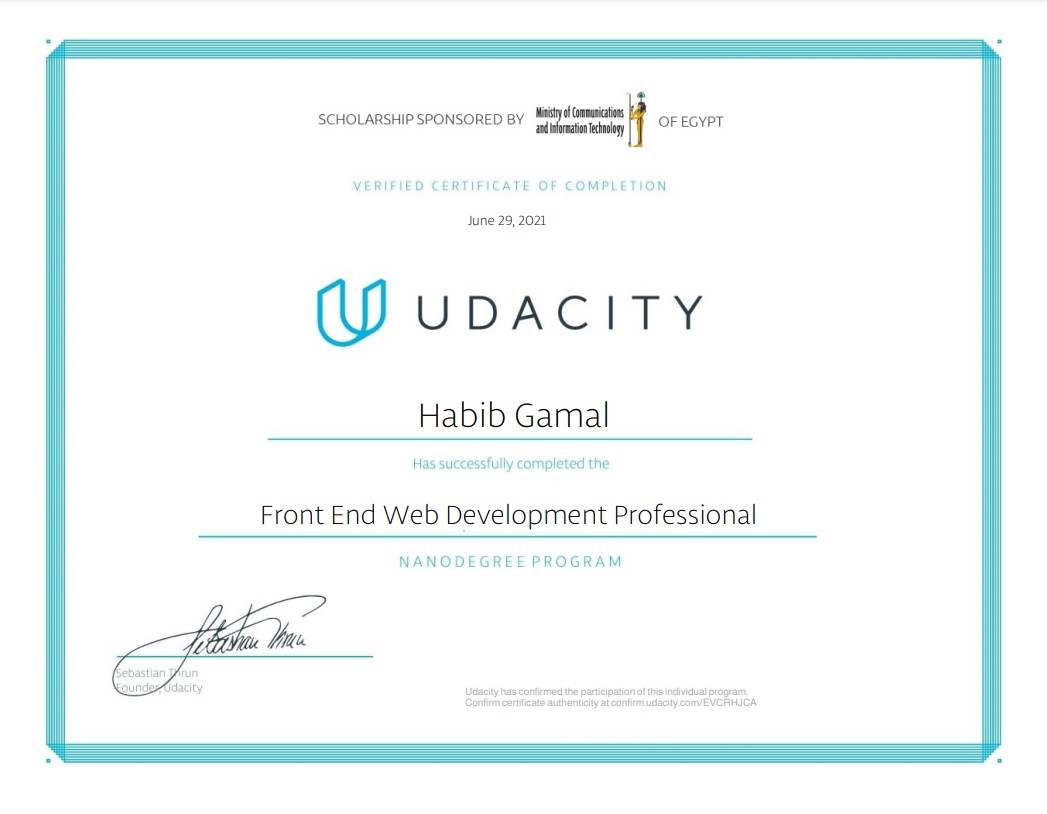 SCHOLARSHIP SPONSORED BY Ministry of Communications and Information Technology OF EGYPT
VERIFIED CERTIFICATE OF COMPLETION
June 29, 2021
UDACITY
Habib Gamal
Has successfully completed the
Front End Web Development Professional
NANODEGREE PROGRAM
Sebastian Thrun
Sebastian Thrun
Founder, Udacity
Udacity has confirmed the participation of this individual program.
Confirm certificate authenticity at confirm.udacity.com/EVCRHJCA